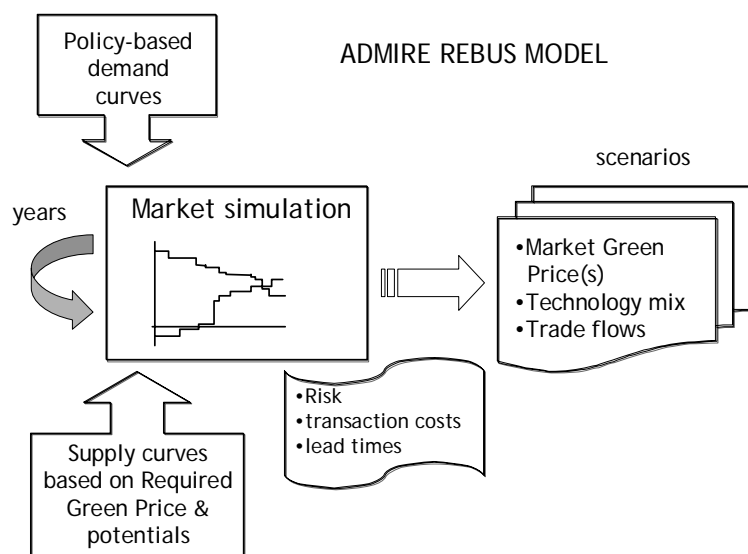 Policy-based
demand
curves
ADMIRE REBUS MODEL
scenarios
years
Market simulation
•Market Green
Price(s)
•Technology mix
•Trade flows
•Risk
•transaction costs
•lead times
Supply curves
based on Required
Green Price &
potentials